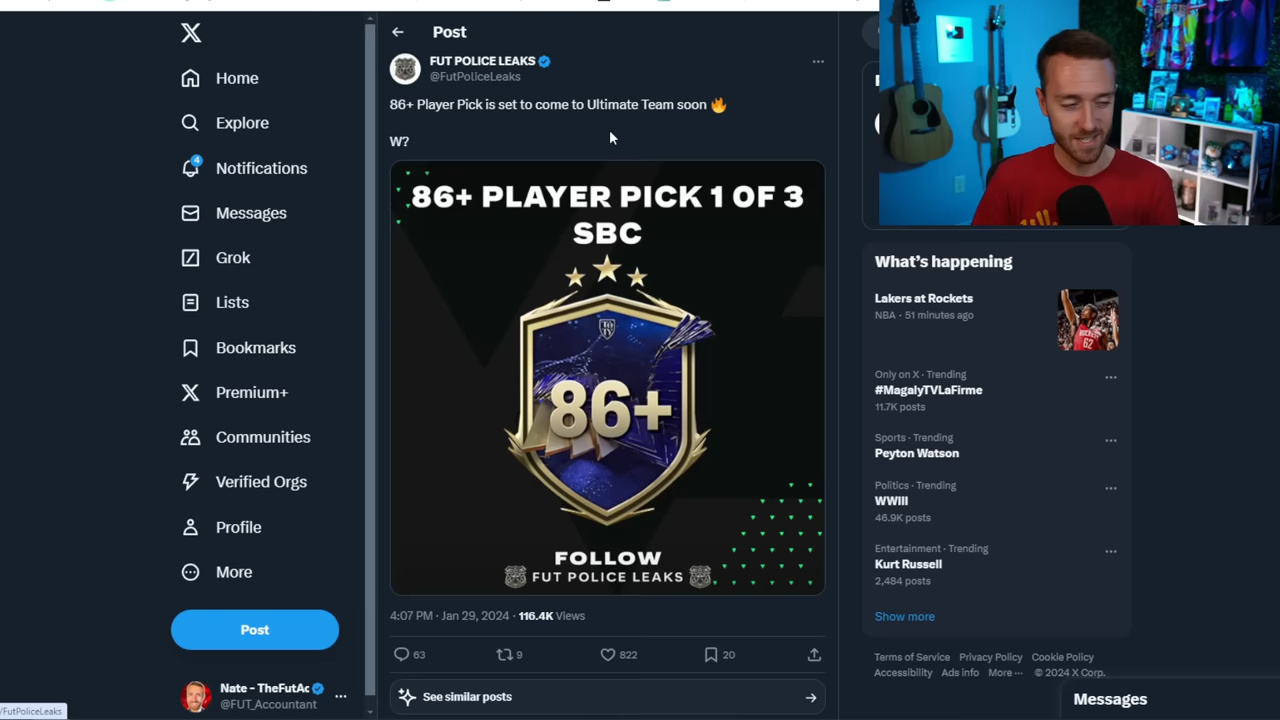 Post
FUT POLICE LEAKS
@FutPoliceLeaks
86+ Player Pick is set to come to Ultimate Team soon 🔥
W?
86+ PLAYER PICK 1 OF 3
SBC
86+
FOLLOW
FUT POLICE LEAKS
4:07 PM · Jan 29, 2024 · 116.4K Views
63
9
822
20
See similar posts
Home
Explore
4
Notifications
Messages
Grok
Lists
Bookmarks
Premium+
Communities
Verified Orgs
Profile
More
Post
Nate - TheFutAc
@FUT_Accountant
/FutPoliceLeaks
What's happening
Lakers at Rockets
NBA · 51 minutes ago
Only on X · Trending
#MagalyTVLaFirme
11.7K posts
Sports · Trending
Peyton Watson
Politics · Trending
WWIII
46.9K posts
Entertainment · Trending
Kurt Russell
2,484 posts
Show more
Terms of Service Privacy Policy Cookie Policy
Accessibility Ads info More ··· © 2024 X Corp.
Messages